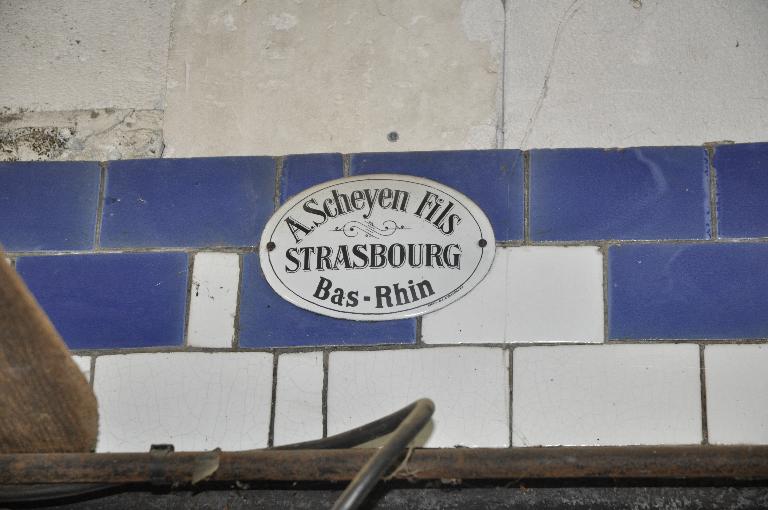 A. Scheyen Fils
STRASBOURG
Bas-Rhin